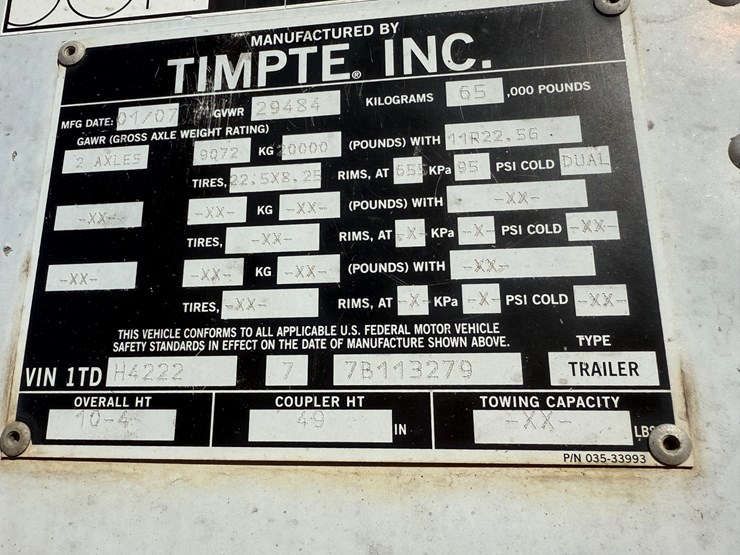 MANUFACTURED BY
TIMPTE® INC.
MFG DATE: 01/07 GVWR 29484 KILOGRAMS 65 ,000 POUNDS
GAWR (GROSS AXLE WEIGHT RATING)
2 AXLES 9072 KG 20000 (POUNDS) WITH 11R22.5G
TIRES, 22.5X8.25 RIMS, AT 655 KPa 95 PSI COLD DUAL
-XX- -XX- KG -XX- (POUNDS) WITH -XX-
TIRES, -XX- RIMS, AT -X- KPa -X- PSI COLD -XX-
-XX- -XX- KG -XX- (POUNDS) WITH -XX-
TIRES, -XX- RIMS, AT -X- KPa -X- PSI COLD -XX-
THIS VEHICLE CONFORMS TO ALL APPLICABLE U.S. FEDERAL MOTOR VEHICLE
SAFETY STANDARDS IN EFFECT ON THE DATE OF MANUFACTURE SHOWN ABOVE.
TYPE
VIN 1TD H4222 7 7B113279 TRAILER
OVERALL HT COUPLER HT TOWING CAPACITY
10-4 49 IN -XX- LBS
P/N 035-33993